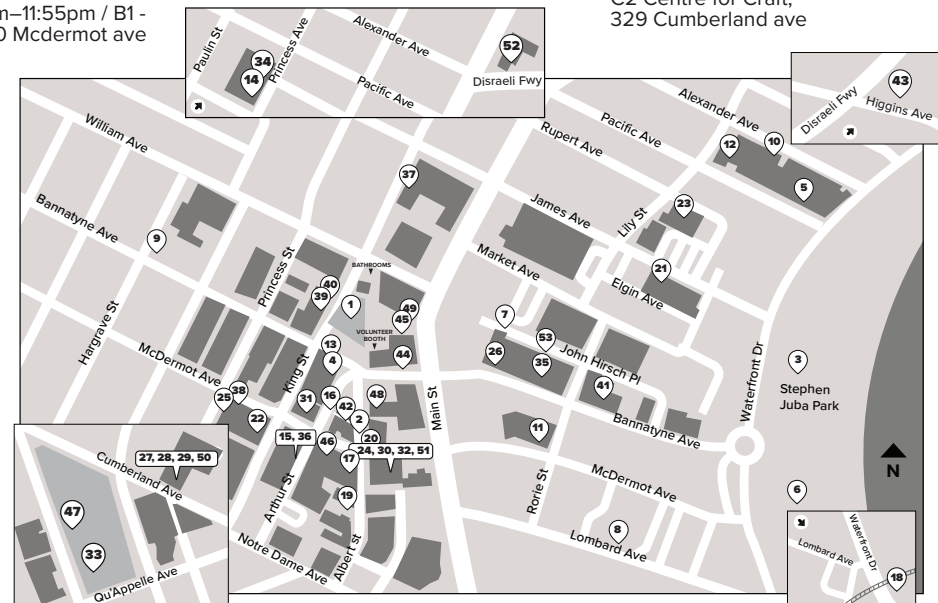 m–11:55pm / B1 -
0 Mcdermot ave
C2 Centre for Craft,
329 Cumberland ave
Paulin St
Princess Ave
Alexander Ave
Pacific Ave
Disraeli Fwy
34
14
52
Disraeli Fwy
Higgins Ave
43
William Ave
Bannatyne Ave
Hargrave St
Princess St
McDermot Ave
King St
Arthur St
Albert st
Notre Dame Ave
Main St
Alexander Ave
Pacific Ave
Rupert Ave
James Ave
Lily St
Market Ave
Elgin Ave
John Hirsch Pl
Bannatyne Ave
McDermot Ave
Rorie St
Lombard Ave
Waterfront Dr
Stephen
Juba Park
BATHROOMS
VOLUNTEER
BOOTH
12
10
5
37
23
9
21
40
39
1
49
45
7
53
44
13
4
26
35
3
41
38
25
31
16
42
48
2
22
15, 36
46
20
24, 30, 32, 51
11
17
19
6
8
N
27, 28, 29, 50
Cumberland Ave
47
33
Qu'Appelle Ave
Waterfront Dr
Lombard Ave
18